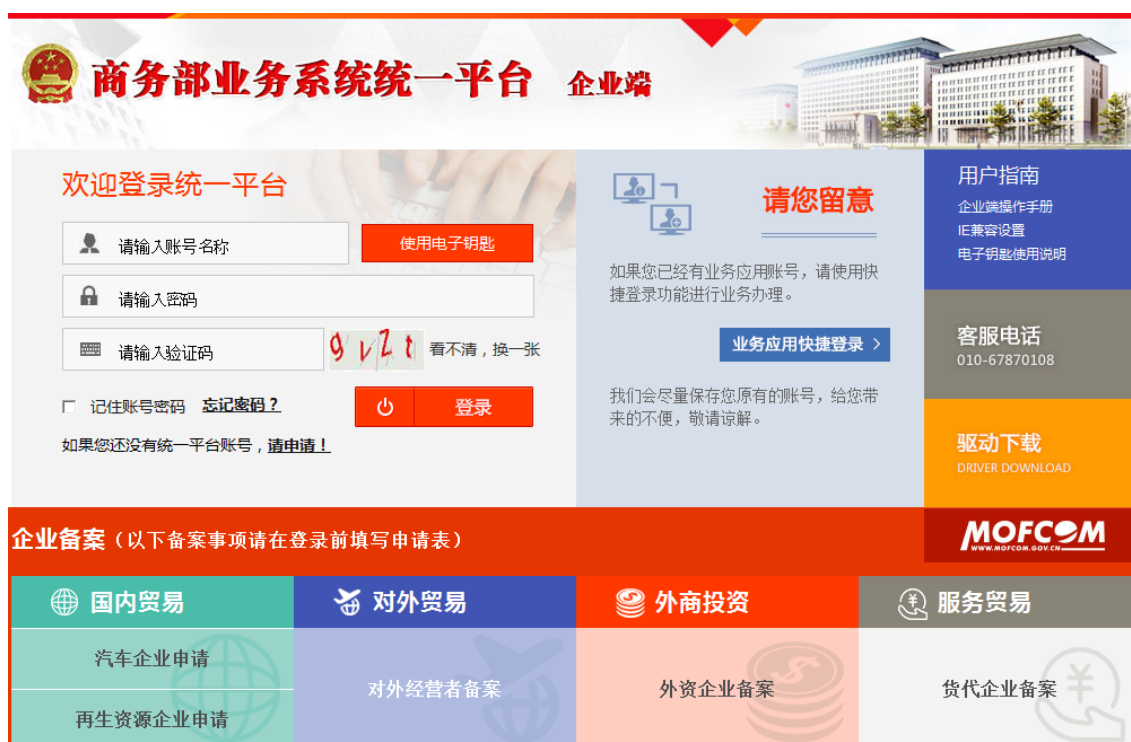 商务部业务系统统一平台 企业端
欢迎登录统一平台
请输入账号名称
使用电子钥匙
请输入密码
请输入验证码
看不清，换一张
记住账号密码 忘记密码？
登录
如果您还没有统一平台账号，请申请！
请您留意
如果您已经有业务应用账号，请使用快
捷登录功能进行业务办理。
业务应用快捷登录 >
我们会尽量保存您原有的账号，给您带
来的不便，敬请谅解。
用户指南
企业端操作手册
IE兼容设置
电子钥匙使用说明
客服电话
010-67870108
驱动下载
DRIVER DOWNLOAD
企业备案（以下备案事项请在登录前填写申请表）
MOFCOM
WWW.MOFCOM.GOV.CN
国内贸易
汽车企业申请
再生资源企业申请
对外贸易
对外经营者备案
外商投资
外资企业备案
服务贸易
货代企业备案